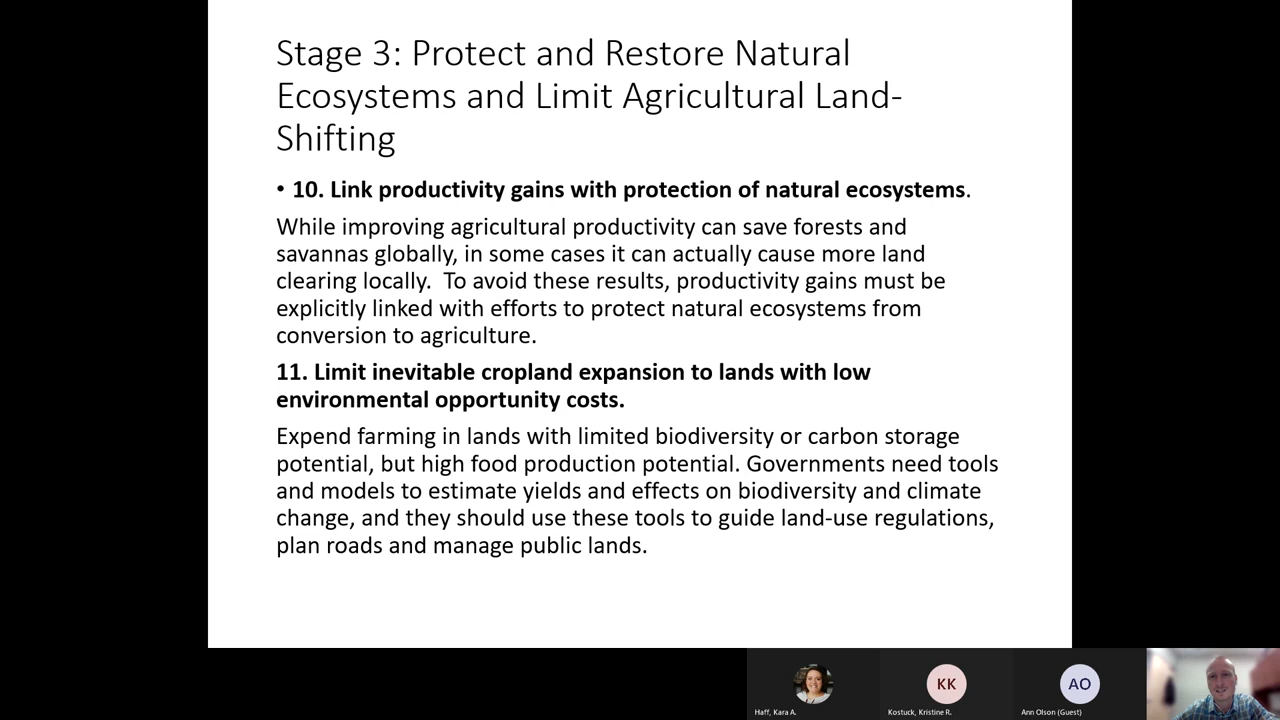 Stage 3: Protect and Restore Natural
Ecosystems and Limit Agricultural Land-
Shifting
• 10. Link productivity gains with protection of natural ecosystems.
While improving agricultural productivity can save forests and
savannas globally, in some cases it can actually cause more land
clearing locally.  To avoid these results, productivity gains must be
explicitly linked with efforts to protect natural ecosystems from
conversion to agriculture.
11. Limit inevitable cropland expansion to lands with low
environmental opportunity costs.
Expend farming in lands with limited biodiversity or carbon storage
potential, but high food production potential. Governments need tools
and models to estimate yields and effects on biodiversity and climate
change, and they should use these tools to guide land-use regulations,
plan roads and manage public lands.
KK
AO
Haff, Kara A.
Kostuck, Kristine R.
Ann Olson (Guest)